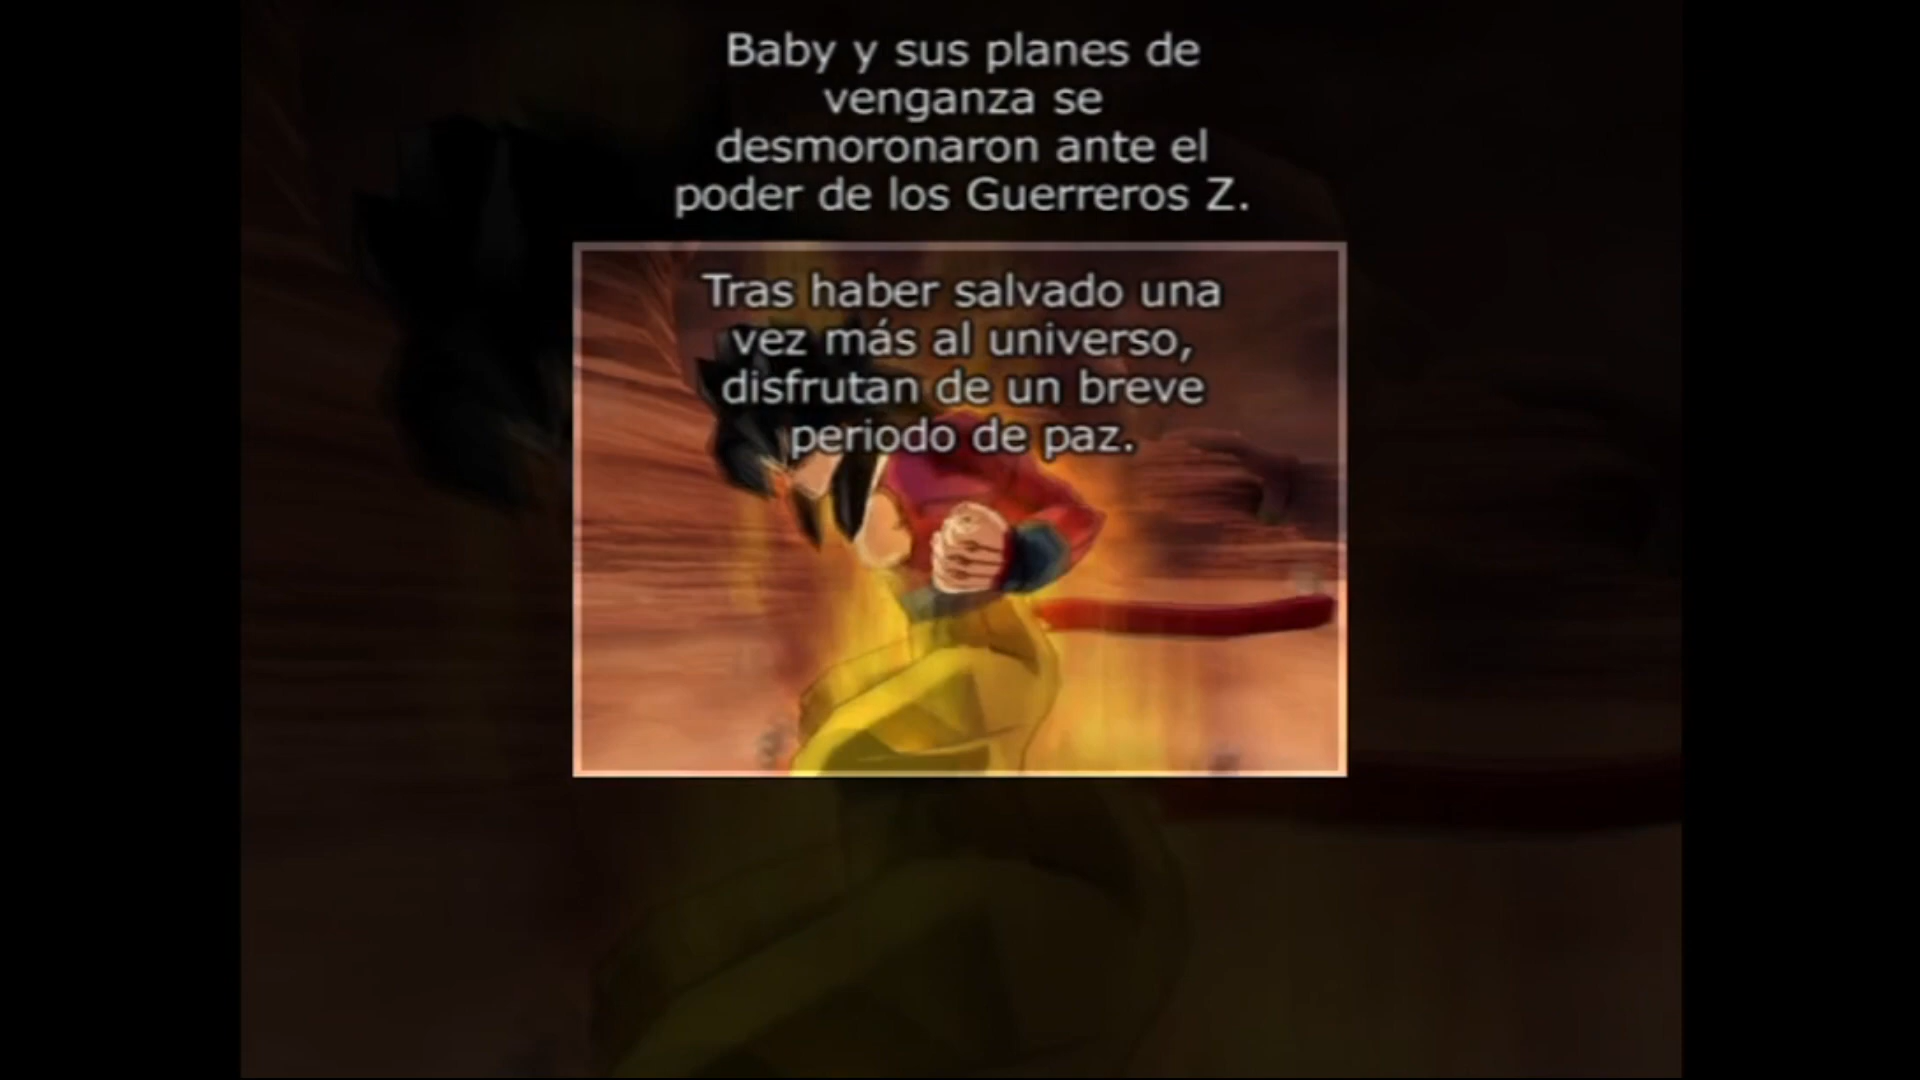 Baby y sus planes de
venganza se
desmoronaron ante el
poder de los Guerreros Z.
Tras haber salvado una
vez más al universo,
disfrutan de un breve
periodo de paz.